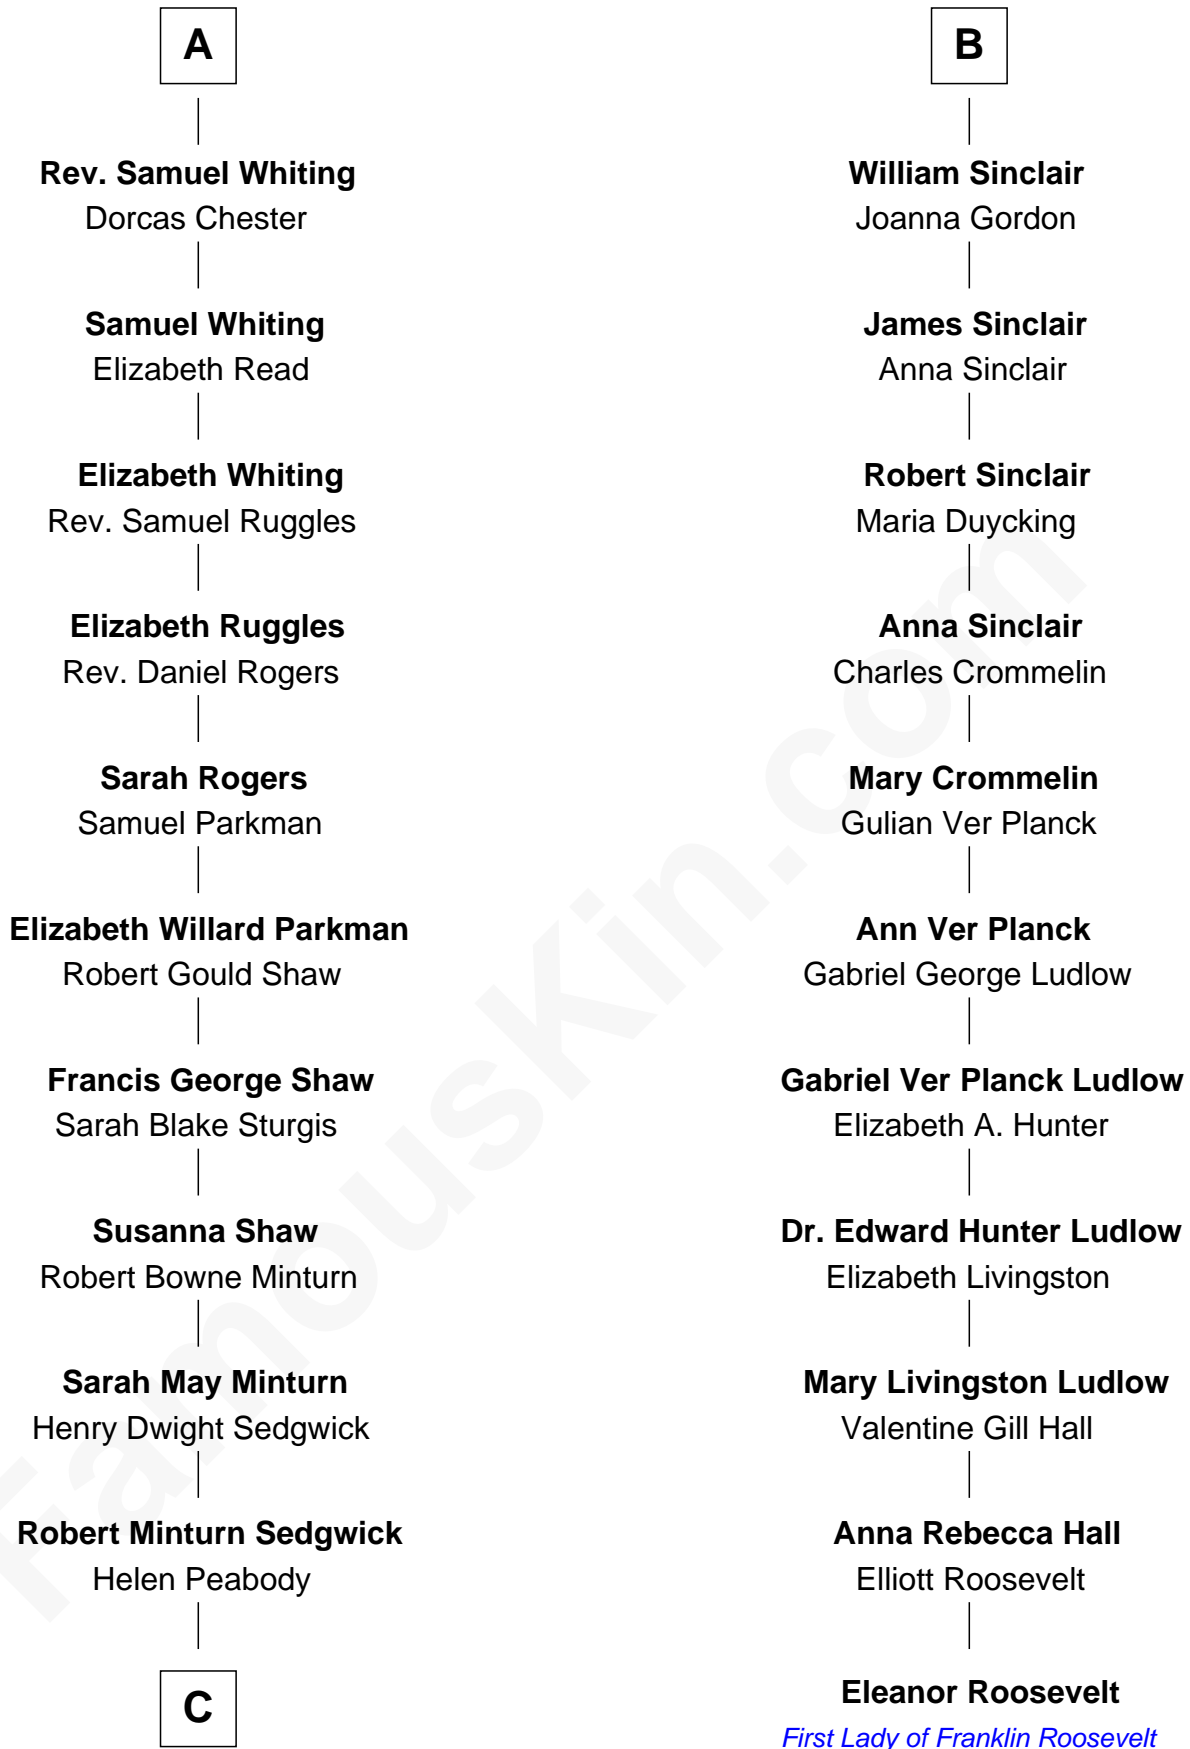 A
Rev. Samuel Whiting
Dorcas Chester
Samuel Whiting
Elizabeth Read
Elizabeth Whiting
Rev. Samuel Ruggles
Elizabeth Ruggles
Rev. Daniel Rogers
Sarah Rogers
Samuel Parkman
Elizabeth Willard Parkman
Robert Gould Shaw
Francis George Shaw
Sarah Blake Sturgis
Susanna Shaw
Robert Bowne Minturn
Sarah May Minturn
Henry Dwight Sedgwick
Robert Minturn Sedgwick
Helen Peabody
C
B
William Sinclair
Joanna Gordon
James Sinclair
Anna Sinclair
Robert Sinclair
Maria Duycking
Anna Sinclair
Charles Crommelin
Mary Crommelin
Gulian Ver Planck
Ann Ver Planck
Gabriel George Ludlow
Gabriel Ver Planck Ludlow
Elizabeth A. Hunter
Dr. Edward Hunter Ludlow
Elizabeth Livingston
Mary Livingston Ludlow
Valentine Gill Hall
Anna Rebecca Hall
Elliott Roosevelt
Eleanor Roosevelt
First Lady of Franklin Roosevelt
FamousKin.com